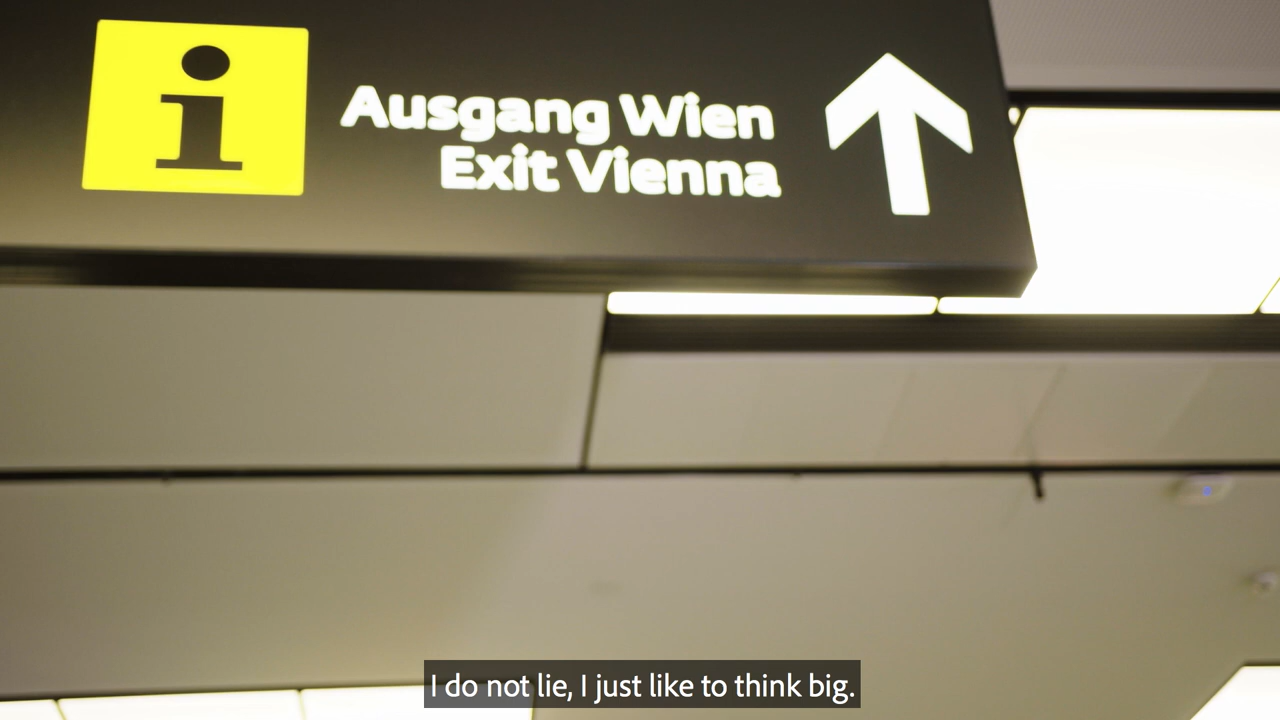 i
Ausgang Wien
Exit Vienna
I do not lie, I just like to think big.